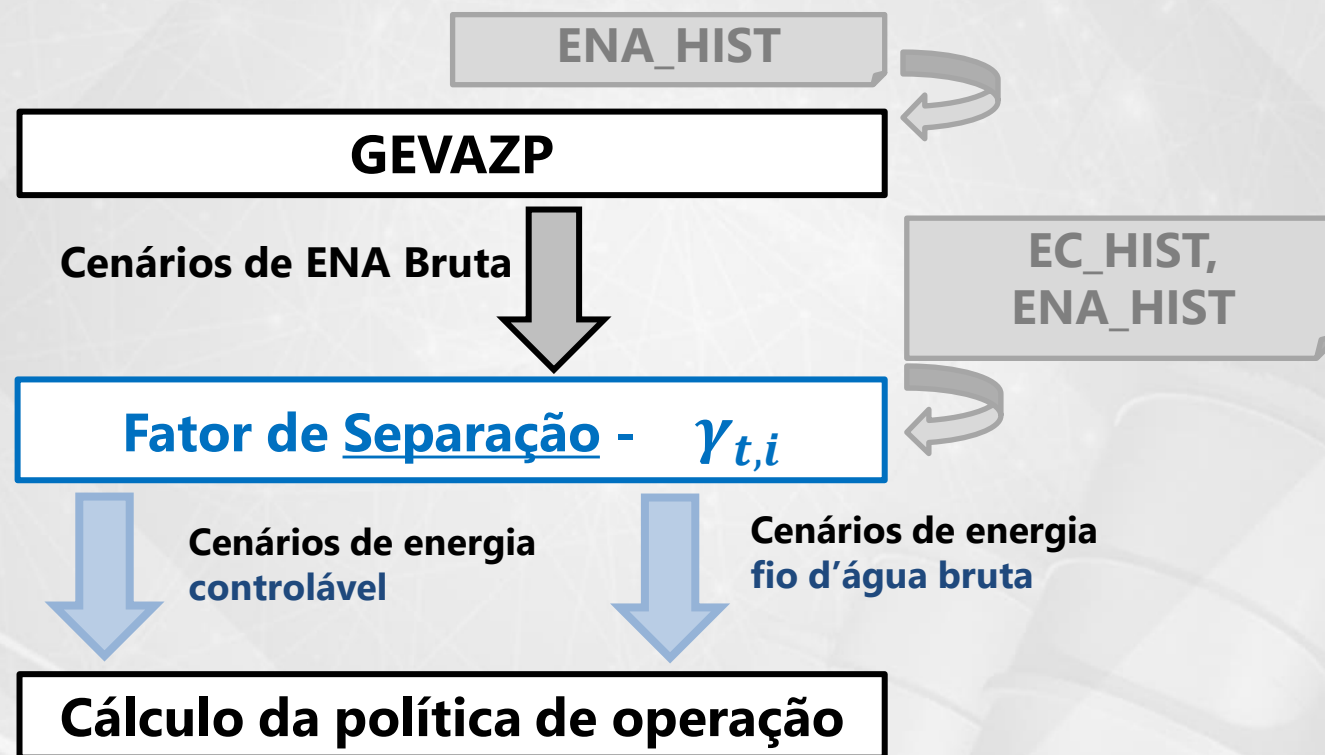 ENA_HIST
GEVAZP
Cenários de ENA Bruta
EC_HIST,
ENA_HIST
Fator de Separação - γ_{t,i}
Cenários de energia
controlável
Cenários de energia
fio d'água bruta
Cálculo da política de operação